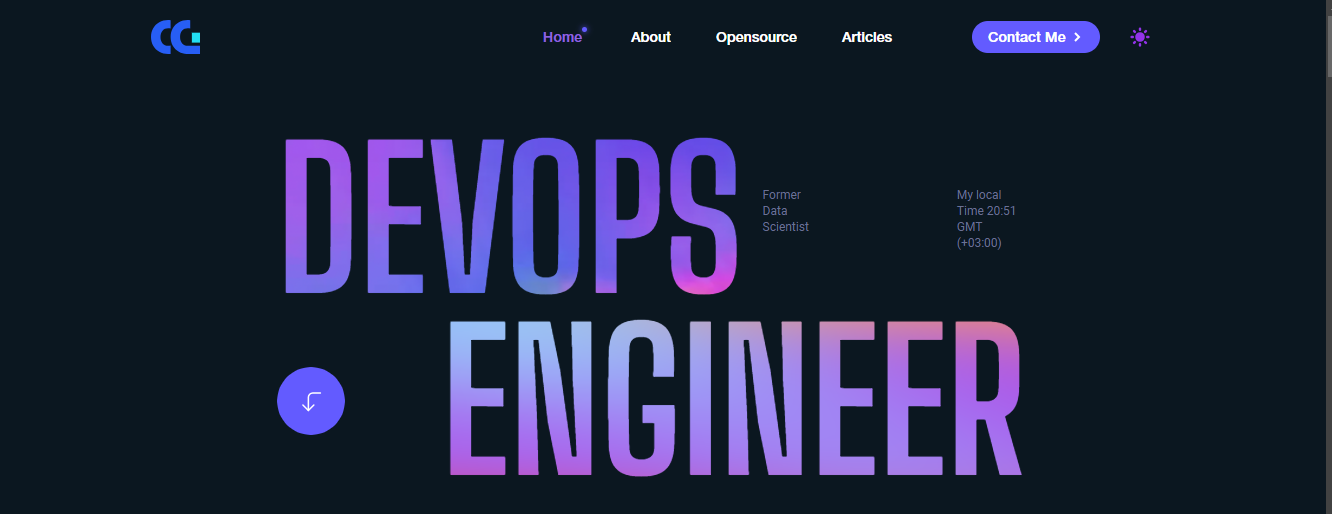 CG
Home
About
Opensource
Articles
Contact Me
DEVOPS
Former
Data
Scientist
My local
Time 20:51
GMT
(+03:00)
ENGINEER